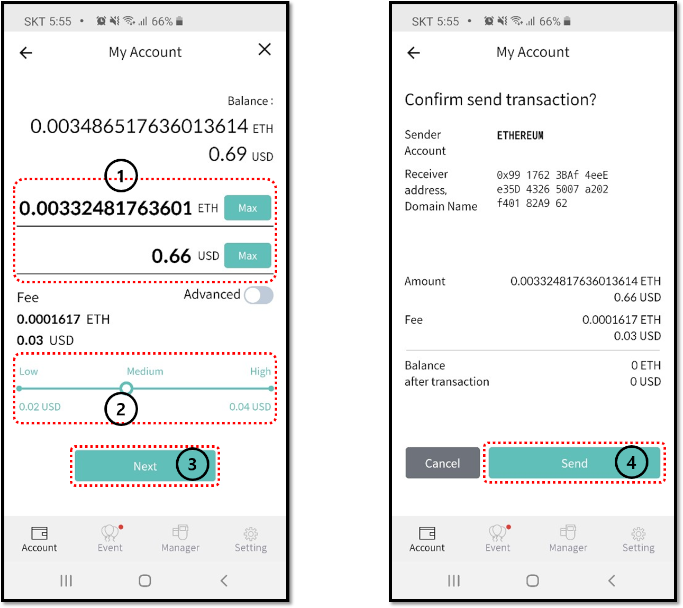 SKT 5:55 • 66%
My Account
Balance :
0.003486517636013614 ETH
0.69 USD
1
0.00332481763601 ETH Max
0.66 USD Max
Fee
Advanced
0.0001617 ETH
0.03 USD
Low Medium High
0.02 USD 2 0.04 USD
Next 3
Account Event Manager Setting
SKT 5:55 • 66%
My Account
Confirm send transaction?
Sender ETHEREUM
Account
Receiver 0x99 1762 3BAf 4eeE
address, e35D 4326 5007 a202
Domain Name f401 82A9 62
Amount 0.003324817636013614 ETH
0.66 USD
Fee 0.0001617 ETH
0.03 USD
Balance 0 ETH
after transaction 0 USD
Cancel Send 4
Account Event Manager Setting